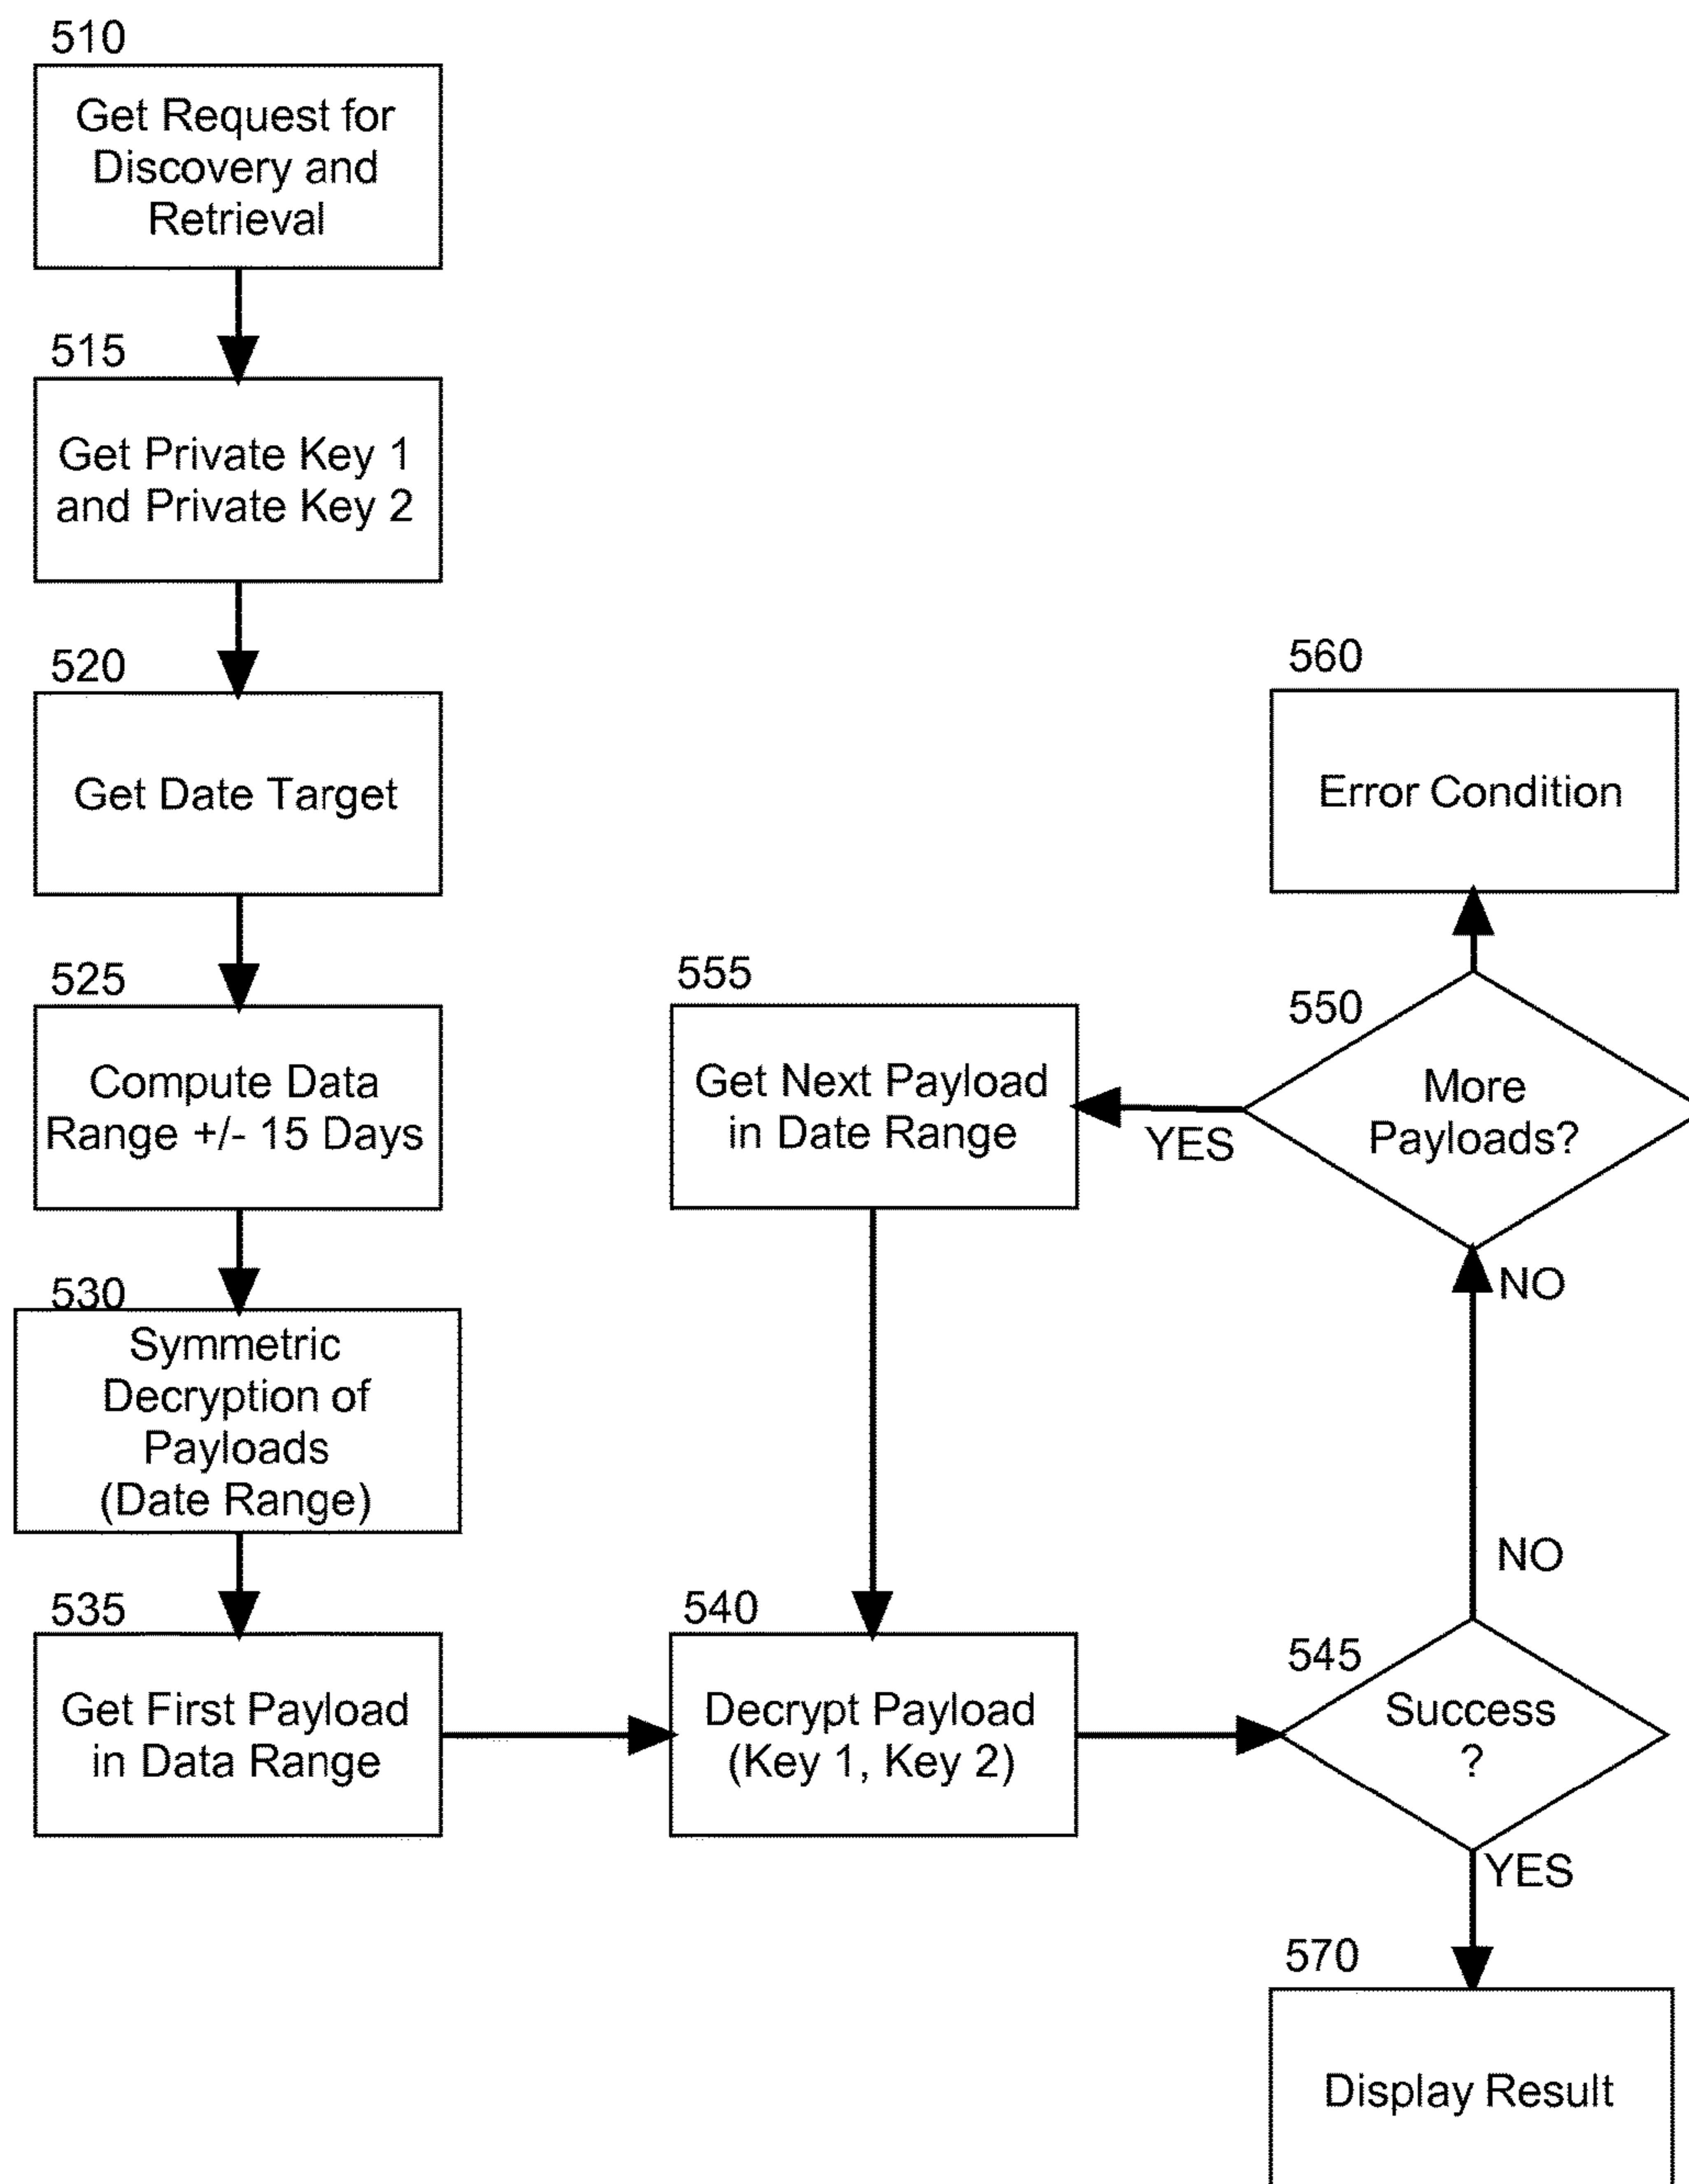 510
Get Request for
Discovery and
Retrieval
515
Get Private Key 1
and Private Key 2
520
Get Date Target
525
Compute Data
Range +/- 15 Days
530
Symmetric
Decryption of
Payloads
(Date Range)
535
Get First Payload
in Data Range
540
Decrypt Payload
(Key 1, Key 2)
545
Success
?
NO
NO
YES
550
More
Payloads?
YES
555
Get Next Payload
in Date Range
560
Error Condition
570
Display Result